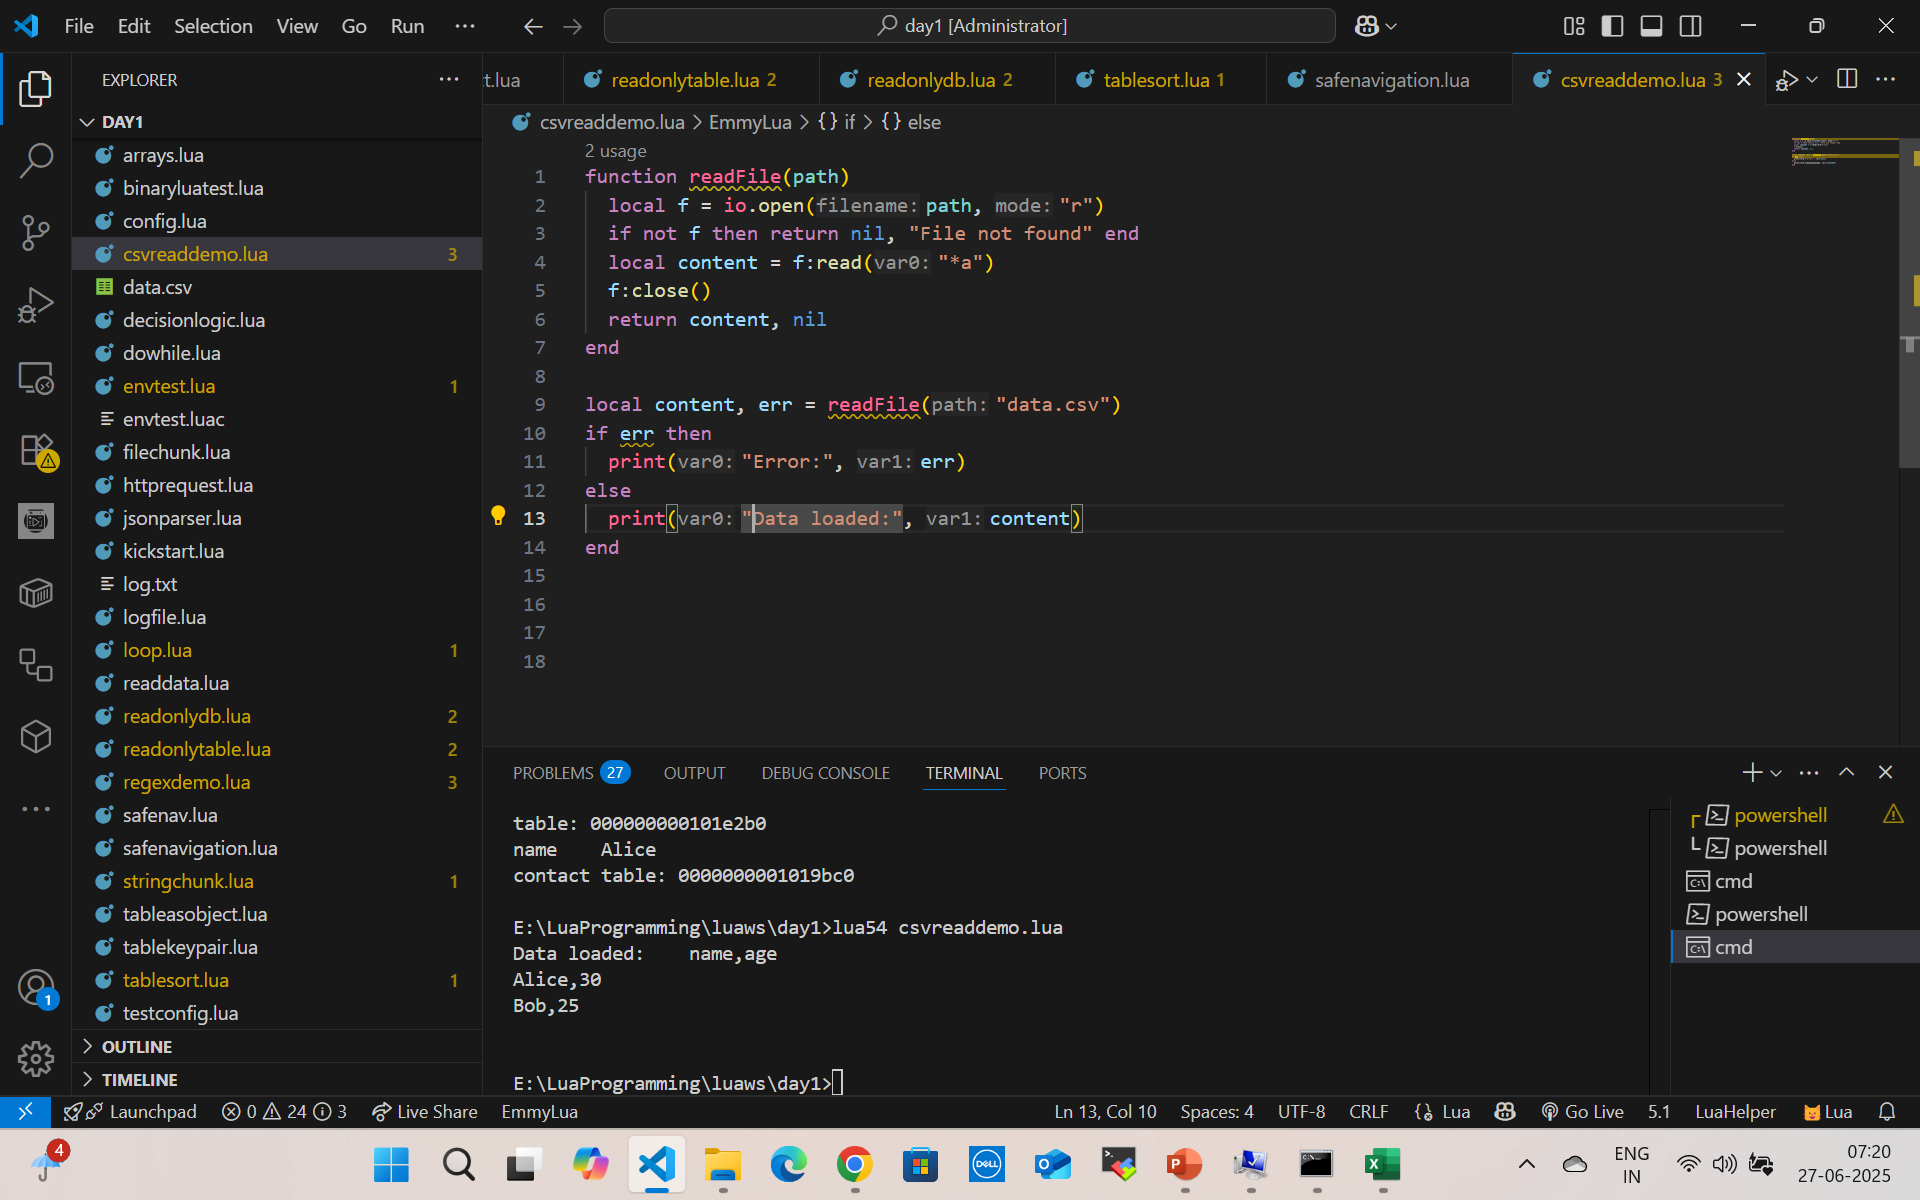 File Edit Selection View Go Run ··· day1 [Administrator]
EXPLORER
DAY1
arrays.lua
binaryluatest.lua
config.lua
csvreaddemo.lua 3
data.csv
decisionlogic.lua
dowhile.lua
envtest.lua 1
envtest.luac
filechunk.lua
httprequest.lua
jsonparser.lua
kickstart.lua
log.txt
logfile.lua
loop.lua 1
readdata.lua
readonlydb.lua 2
readonlytable.lua 2
regexdemo.lua 3
safenav.lua
safenavigation.lua
stringchunk.lua 1
tableasobject.lua
tablekeypair.lua
tablesort.lua 1
testconfig.lua
OUTLINE
TIMELINE
t.lua readonlytable.lua 2 readonlydb.lua 2 tablesort.lua 1 safenavigation.lua csvreaddemo.lua 3
csvreaddemo.lua > EmmyLua > {} if > {} else
2 usage
1 function readFile(path)
2 local f = io.open(filename: path, mode: "r")
3 if not f then return nil, "File not found" end
4 local content = f:read(var0: "*a")
5 f:close()
6 return content, nil
7 end
8
9 local content, err = readFile(path: "data.csv")
10 if err then
11 print(var0: "Error:", var1: err)
12 else
13 print(var0: "Data loaded:", var1: content)
14 end
15
16
17
18
PROBLEMS 27 OUTPUT DEBUG CONSOLE TERMINAL PORTS
table: 000000000101e2b0
name Alice
contact table: 0000000001019bc0
E:\LuaProgramming\luaws\day1>lua54 csvreaddemo.lua
Data loaded: name,age
Alice,30
Bob,25
E:\LuaProgramming\luaws\day1>
powershell
powershell
cmd
powershell
cmd
1
Launchpad 0 24 3 Live Share EmmyLua Ln 13, Col 10 Spaces: 4 UTF-8 CRLF Lua Go Live 5.1 LuaHelper Lua
4
DELL
ENG
IN
07:20
27-06-2025